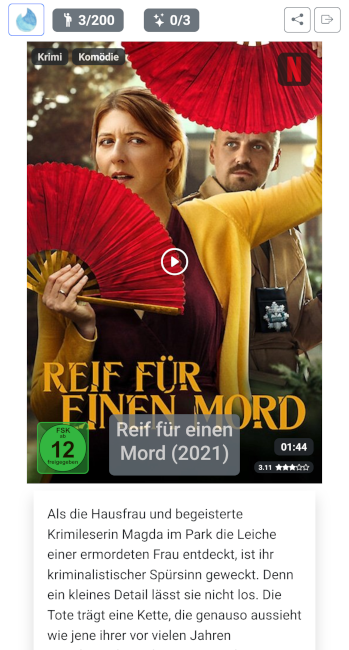 3/200
0/3
Krimi
Komödie
N
REIF FÜR
EINEN MORD
FSK
ab
12
freigegeben
Reif für einen
Mord (2021)
01:44
3.11
Als die Hausfrau und begeisterte
Krimileserin Magda im Park die Leiche
einer ermordeten Frau entdeckt, ist ihr
kriminalistischer Spürsinn geweckt. Denn
ein kleines Detail lässt sie nicht los. Die
Tote trägt eine Kette, die genauso aussieht
wie jene ihrer vor vielen Jahren